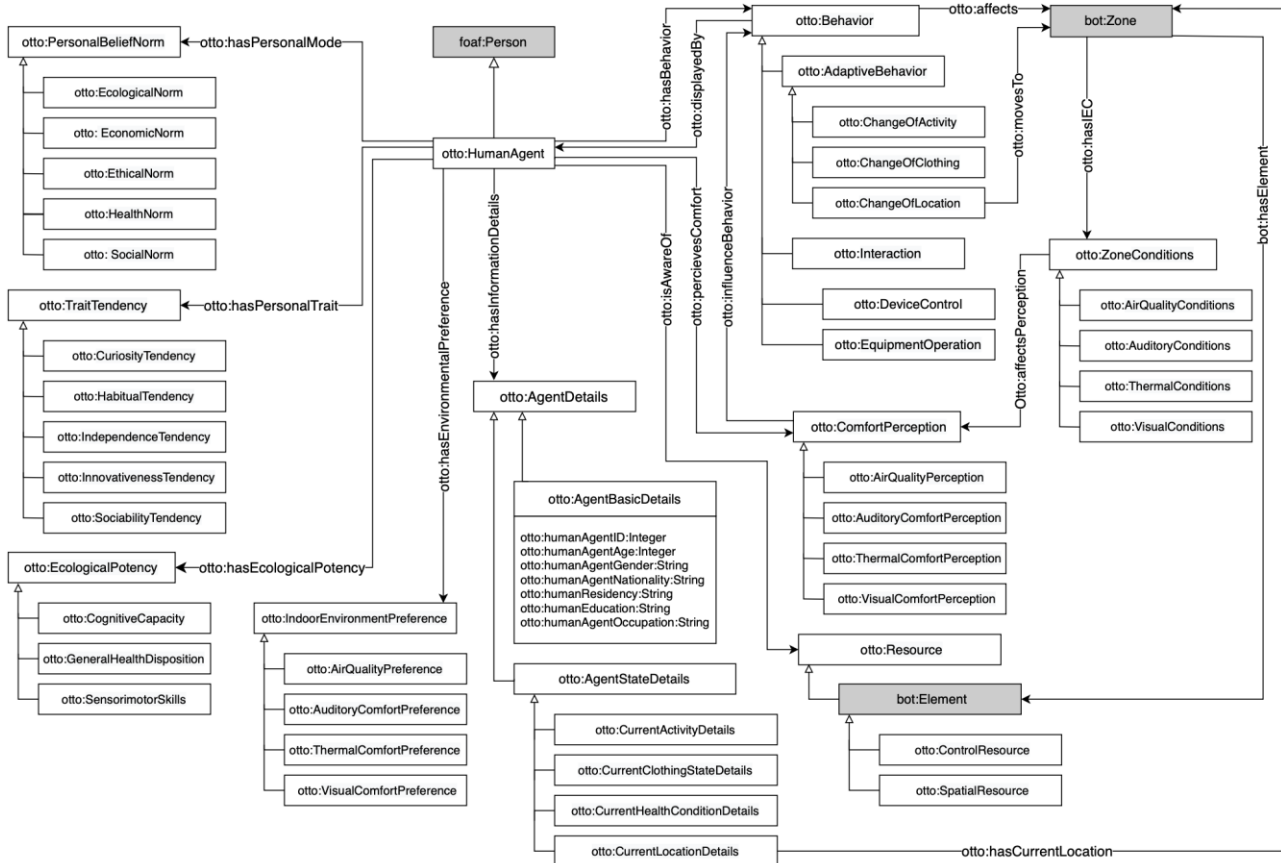 otto:PersonalBeliefNorm
otto:hasPersonalMode
otto:EcologicalNorm
otto: EconomicNorm
otto:EthicalNorm
otto:HealthNorm
otto: SocialNorm
otto:TraitTendency
otto:hasPersonalTrait
otto:CuriosityTendency
otto:HabitualTendency
otto:IndependenceTendency
otto:InnovativenessTendency
otto:SociabilityTendency
otto:EcologicalPotency
otto:hasEcologicalPotency
otto:CognitiveCapacity
otto:GeneralHealthDisposition
otto:SensorimotorSkills
foaf:Person
otto:HumanAgent
otto:hasEnvironmentalPreference
otto:IndoorEnvironmentPreference
otto:AirQualityPreference
otto:AuditoryComfortPreference
otto:ThermalComfortPreference
otto:VisualComfortPreference
otto:hasInformationDetails
otto:AgentDetails
otto:AgentBasicDetails
otto:humanAgentID:Integer
otto:humanAgentAge:Integer
otto:humanAgentGender:String
otto:humanAgentNationality:String
otto:humanResidency:String
otto:humanEducation:String
otto:humanAgentOccupation:String
otto:AgentStateDetails
otto:CurrentActivityDetails
otto:CurrentClothingStateDetails
otto:CurrentHealthConditionDetails
otto:CurrentLocationDetails
otto:hasCurrentLocation
otto:hasBehavior
otto:displayedBy
otto:isAwareOf
otto:percievesComfort
otto:influenceBehavior
otto:Behavior
otto:affects
otto:AdaptiveBehavior
otto:ChangeOfActivity
otto:ChangeOfClothing
otto:ChangeOfLocation
otto:movesTo
otto:Interaction
otto:DeviceControl
otto:EquipmentOperation
otto:ComfortPerception
otto:AirQualityPerception
otto:AuditoryComfortPerception
otto:ThermalComfortPerception
otto:VisualComfortPerception
otto:Resource
bot:Element
otto:ControlResource
otto:SpatialResource
bot:Zone
otto:hasIEC
bot:hasElement
otto:ZoneConditions
Otto:affectsPerception
otto:AirQualityConditions
otto:AuditoryConditions
otto:ThermalConditions
otto:VisualConditions